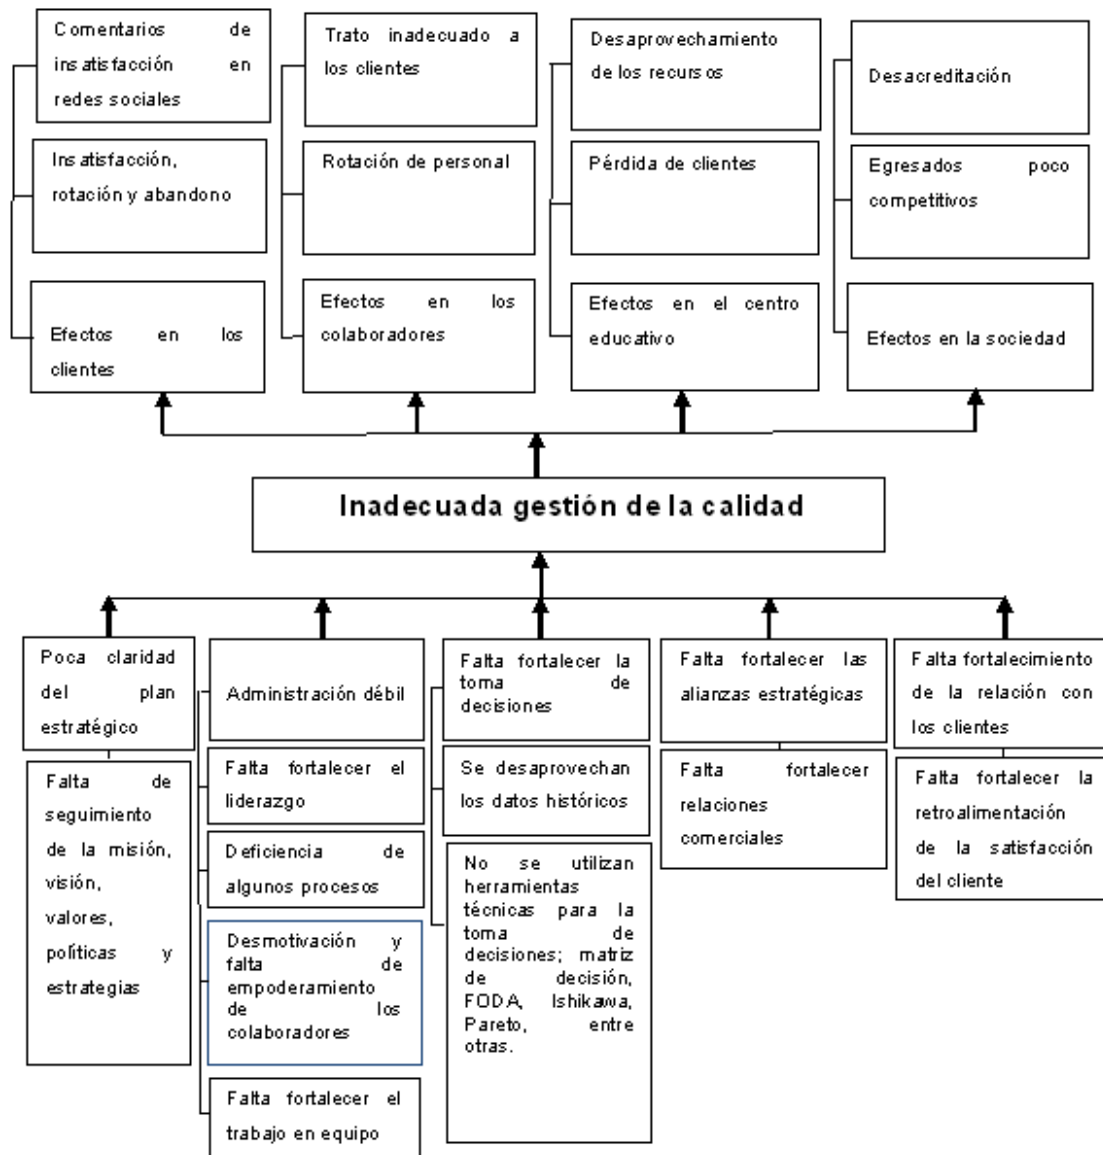 Comentarios de
insatisfacción en
redes sociales
Trato inadecuado a
los clientes
Desaprovechamiento
de los recursos
Desacreditación
Insatisfacción,
rotación y abandono
Rotación de personal
Pérdida de clientes
Egresados poco
competitivos
Efectos en los
clientes
Efectos en los
colaboradores
Efectos en el centro
educativo
Efectos en la sociedad
Inadecuada gestión de la calidad
Poca claridad
del plan
estratégico
Administración débil
Falta fortalecer la
toma de
decisiones
Falta fortalecer las
alianzas estratégicas
Falta fortalecimiento
de la relación con
los clientes
Falta de
seguimiento
de la misión,
visión,
valores,
políticas y
estrategias
Falta fortalecer el
liderazgo
Deficiencia de
algunos procesos
Desmotivación y
falta de
empoderamiento
de los
colaboradores
Falta fortalecer el
trabajo en equipo
Se desaprovechan
los datos históricos
No se utilizan
herramientas
técnicas para la
toma de
decisiones; matriz
de decisión,
FODA, Ishikawa,
Pareto, entre
otras.
Falta fortalecer
relaciones
comerciales
Falta fortalecer la
retroalimentación
de la satisfacción
del cliente